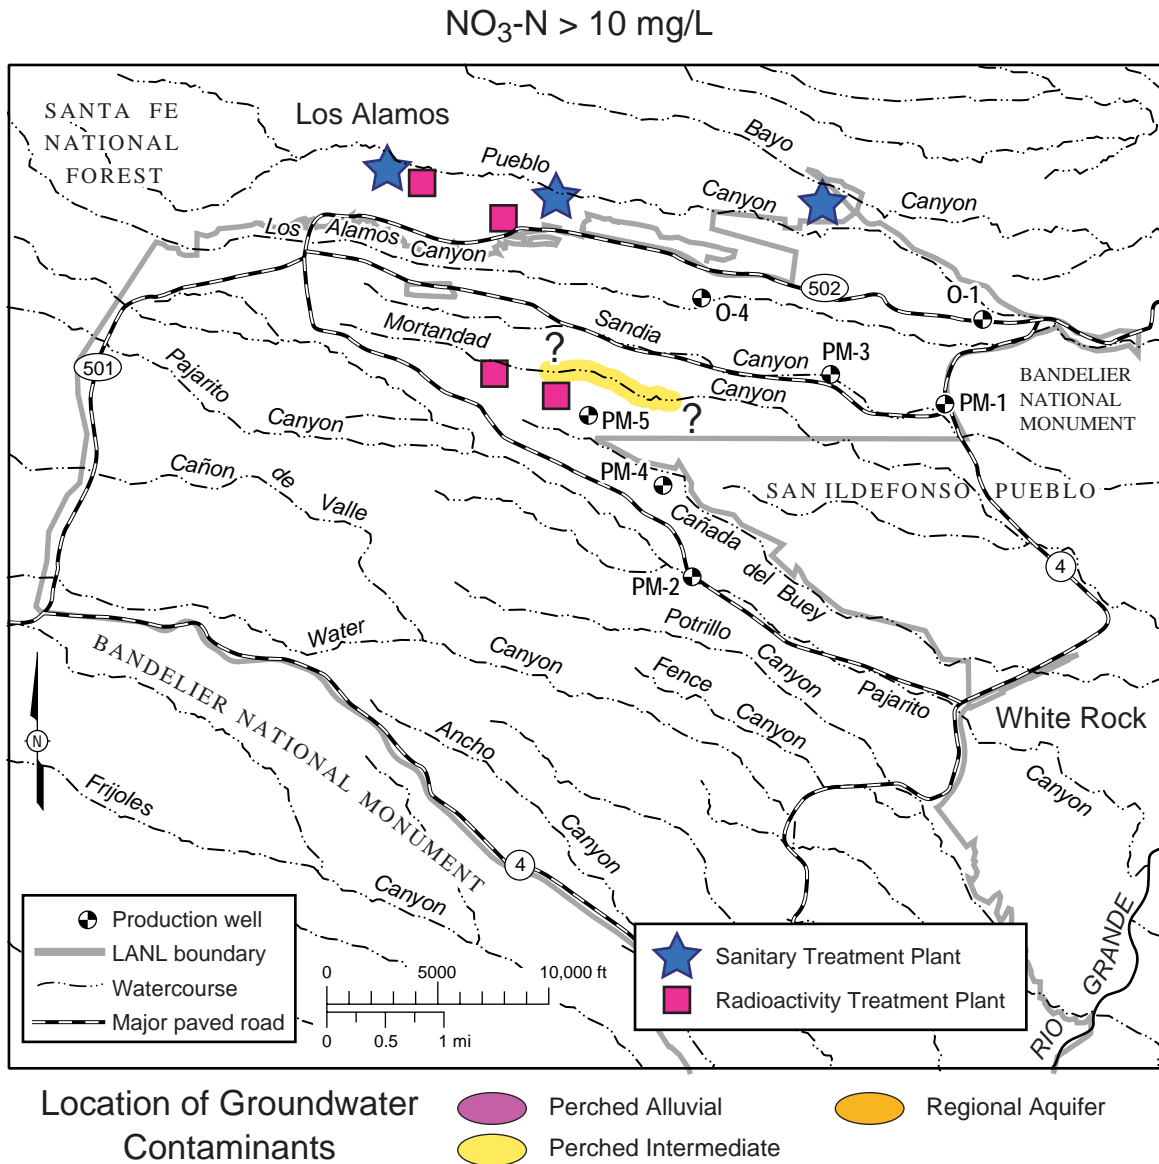 NO3-N > 10 mg/L
SANTA FE
NATIONAL
FOREST
Los Alamos
Pueblo
Canyon
Bayo
Canyon
Los Alamos
Canyon
502
O-1
O-4
Sandia
Canyon
PM-3
Mortandad
Canyon
?
?
501
Pajarito
Canyon
PM-5
PM-1
BANDELIER
NATIONAL
MONUMENT
PM-4
SAN ILDEFONSO PUEBLO
Cañon de Valle
Cañada del Buey
4
PM-2
Water
Canyon
Potrillo
Canyon
Fence
Canyon
Pajarito
White Rock
Canyon
BANDELIER NATIONAL MONUMENT
N
Ancho
Canyon
Frijoles
Canyon
4
RIO GRANDE
Production well
LANL boundary
Watercourse
Major paved road
0 5000 10,000 ft
0 0.5 1 mi
Sanitary Treatment Plant
Radioactivity Treatment Plant
Location of Groundwater
Contaminants
Perched Alluvial
Perched Intermediate
Regional Aquifer